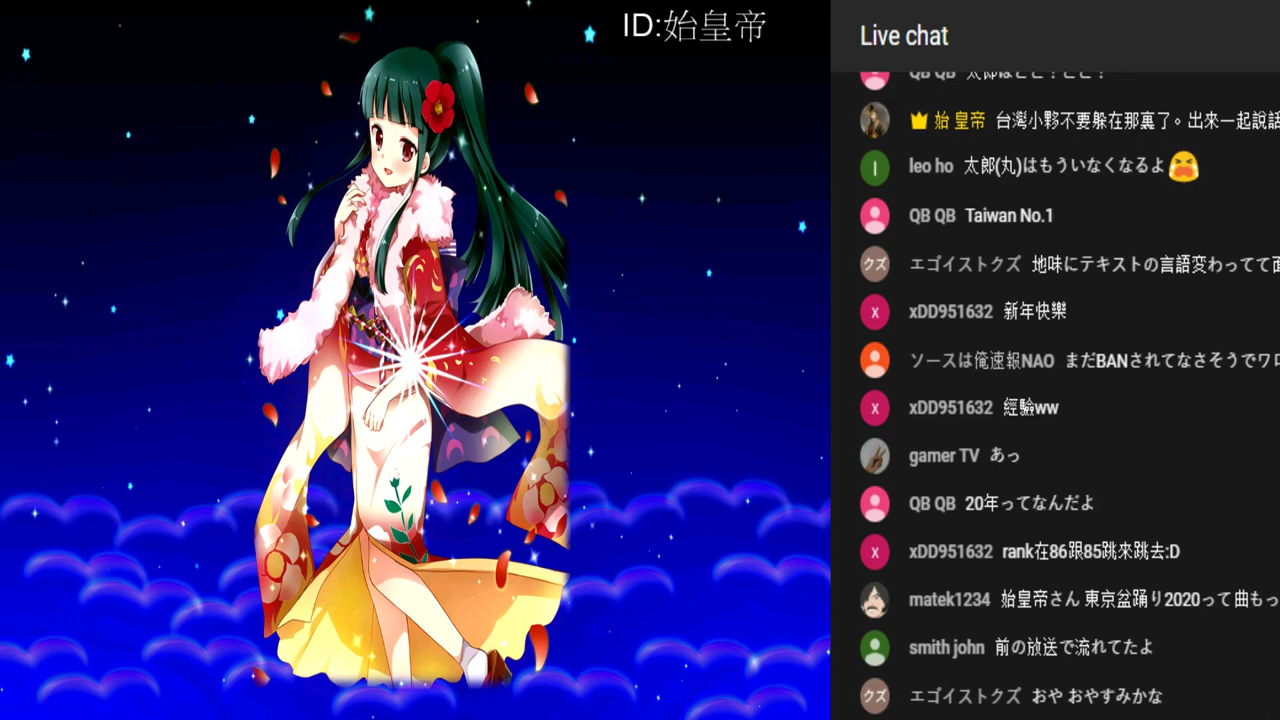 ID:始皇帝
Live chat
QB QB
始 皇帝 台灣小夥不要躲在那裏了。出來一起說話
leo ho 太郎(丸)はもういなくなるよ
QB QB Taiwan No.1
クズ エゴイストクズ 地味にテキストの言語変わってて面
x xDD951632 新年快樂
ソースは俺速報NAO まだBANされてなさそうでワロ
x xDD951632 經驗ww
gamer TV あっ
QB QB 20年ってなんだよ
x xDD951632 rank在86跟85跳來跳去:D
matek1234 始皇帝さん 東京盆踊り2020って曲もっ
smith john 前の放送で流れてたよ
クズ エゴイストクズ おや おやすみかな